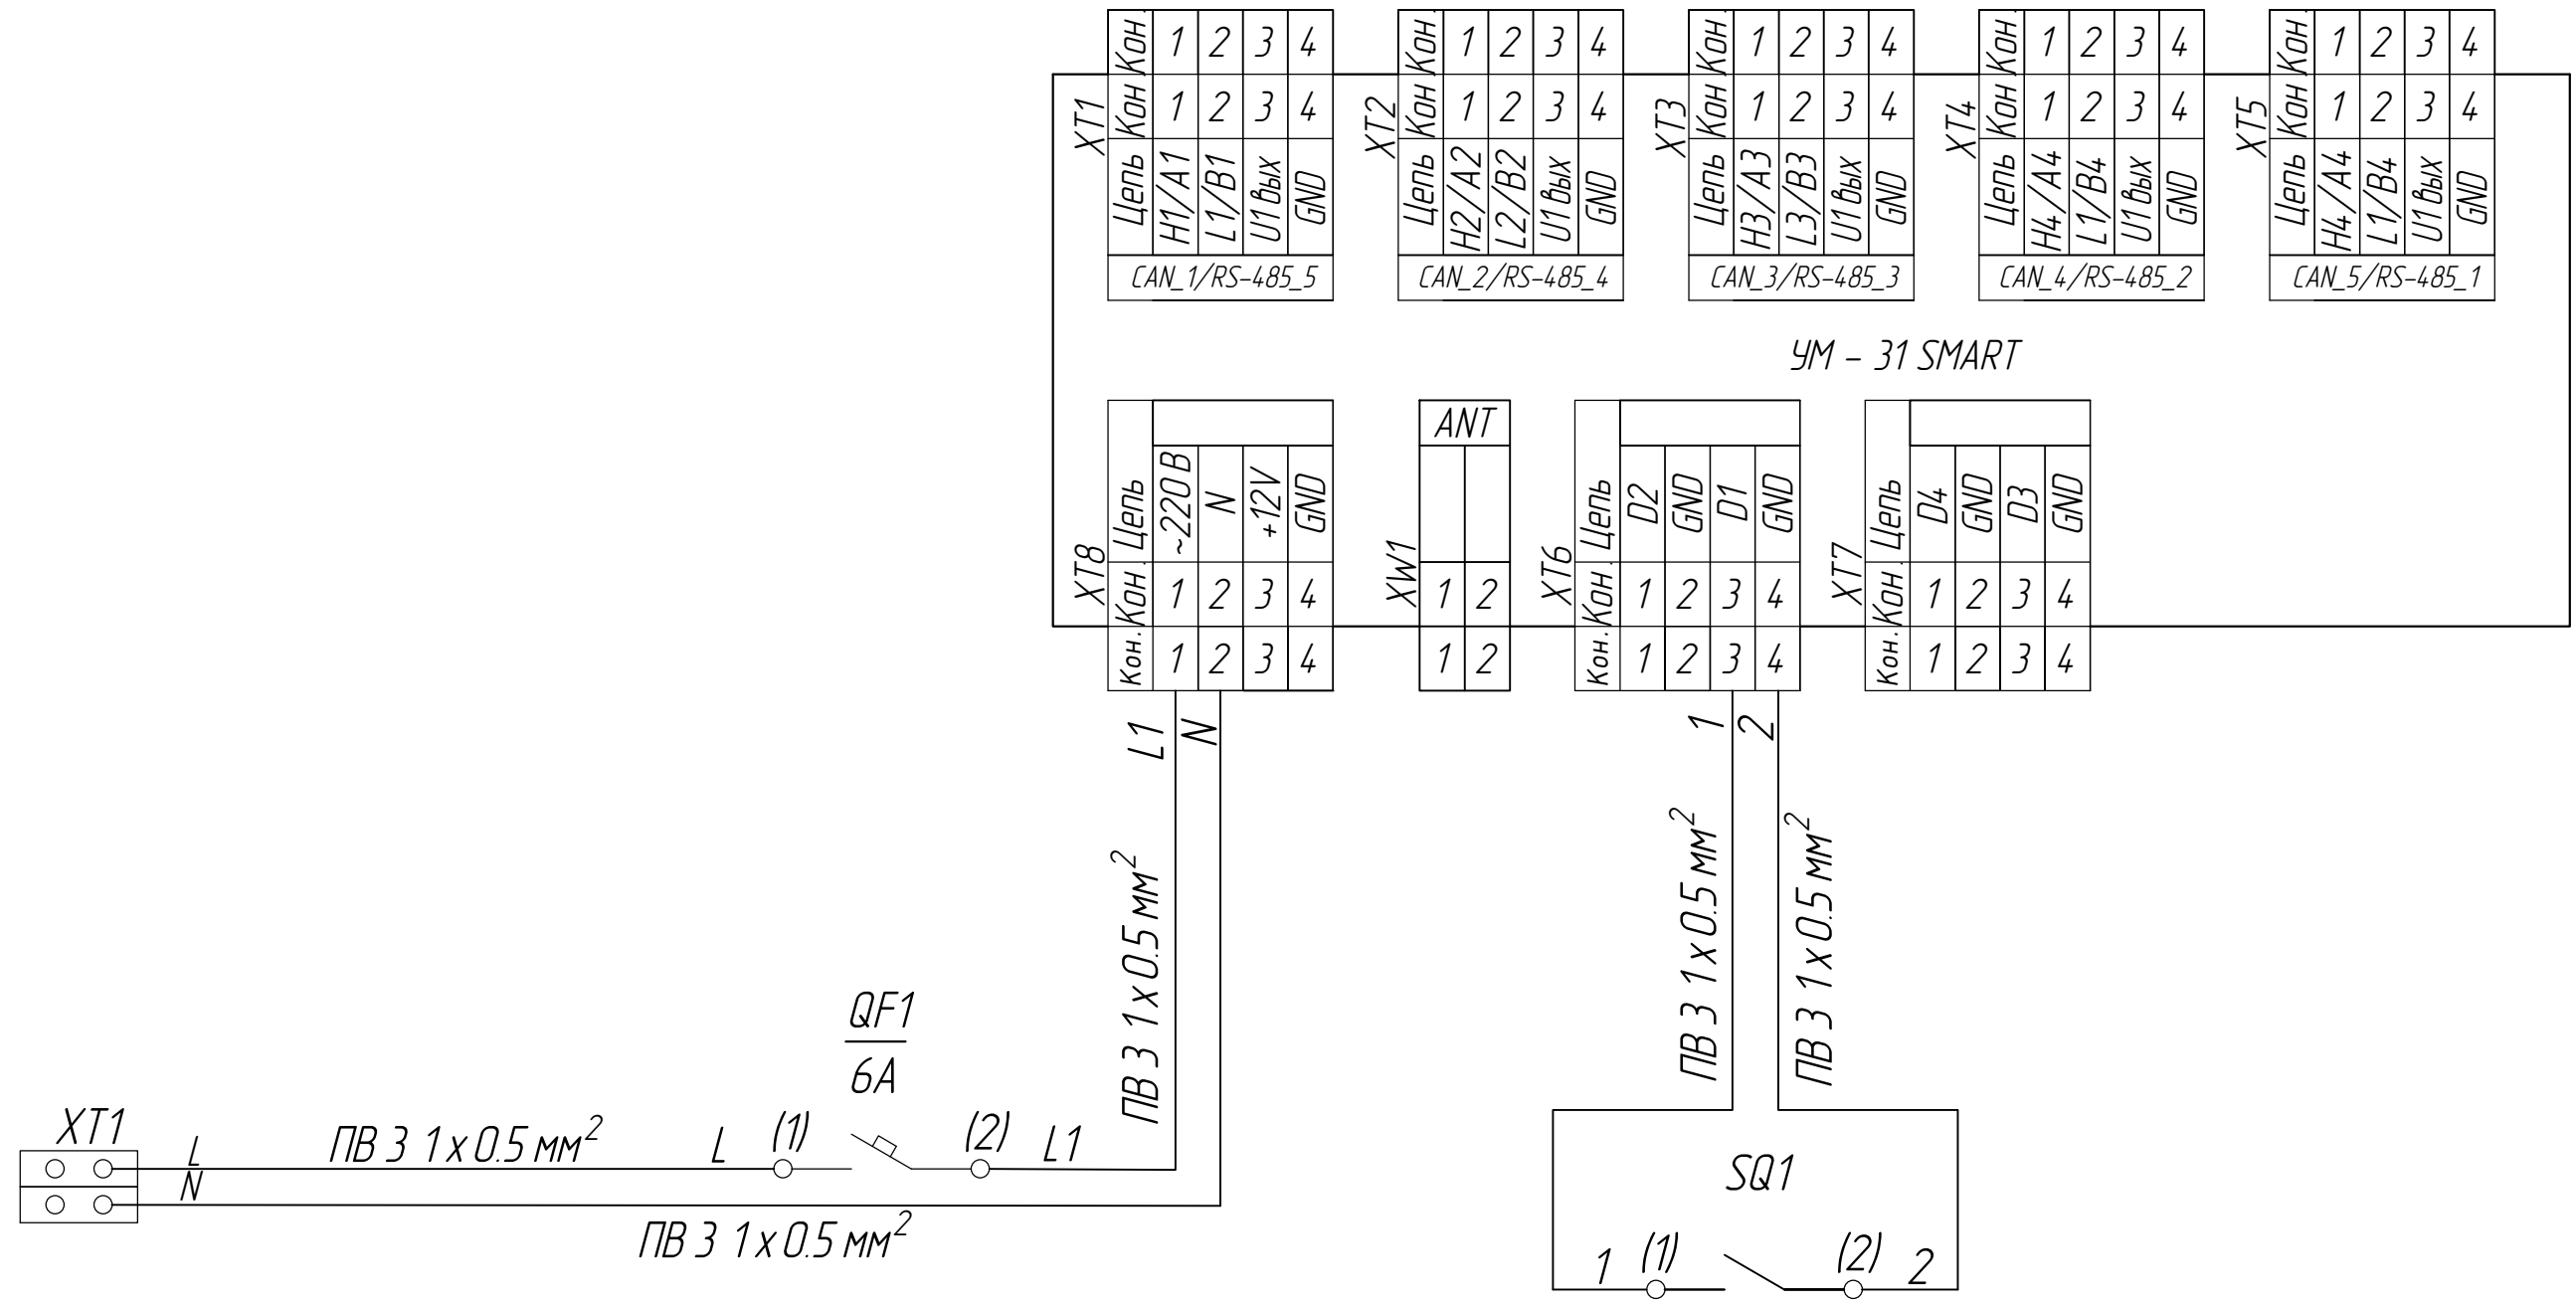 Кон. 1 2 3 4
XT1 Кон 1 2 3 4
Цепь H1/A1 L1/B1 U1вых GND
CAN_1/RS-485_5
Кон. 1 2 3 4
XT2 Кон 1 2 3 4
Цепь H2/A2 L2/B2 U1вых GND
CAN_2/RS-485_4
Кон. 1 2 3 4
XT3 Кон 1 2 3 4
Цепь H3/A3 L3/B3 U1вых GND
CAN_3/RS-485_3
Кон. 1 2 3 4
XT4 Кон 1 2 3 4
Цепь H4/A4 L1/B4 U1вых GND
CAN_4/RS-485_2
Кон. 1 2 3 4
XT5 Кон 1 2 3 4
Цепь H4/A4 L1/B4 U1вых GND
CAN_5/RS-485_1
УМ - 31 SMART
XT8 Цепь ~220В N +12V GND
Кон. 1 2 3 4
Кон. 1 2 3 4
ANT
XW1 1 2
1 2
XT6 Цепь D2 GND D1 GND
Кон. 1 2 3 4
Кон. 1 2 3 4
XT7 Цепь D4 GND D3 GND
Кон. 1 2 3 4
Кон. 1 2 3 4
L1 N
ПВ 3 1х0.5 мм²
1 2
ПВ 3 1х0.5 мм²
ПВ 3 1х0.5 мм²
QF1
6A
XT1
L ПВ 3 1х0.5 мм² L (1) (2) L1
N
ПВ 3 1х0.5 мм²
SQ1
1 (1) (2) 2